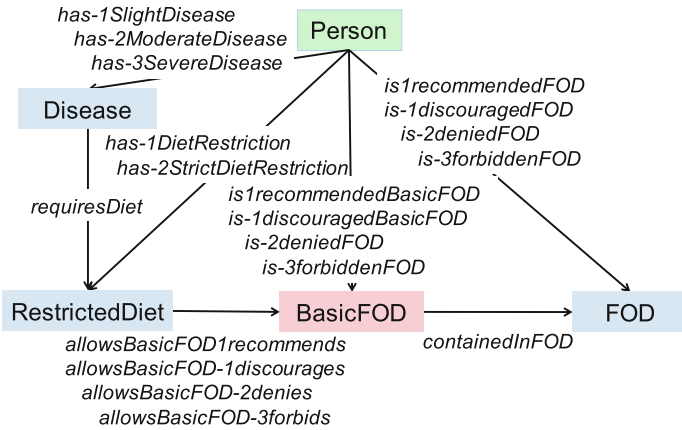 has-1SlightDisease
has-2ModerateDisease
has-3SevereDisease
Person
is1recommendedFOD
is-1discouragedFOD
is-2deniedFOD
is-3forbiddenFOD
Disease
has-1DietRestriction
has-2StrictDietRestriction
requiresDiet
is1recommendedBasicFOD
is-1discouragedBasicFOD
is-2deniedFOD
is-3forbiddenFOD
RestrictedDiet
BasicFOD
FOD
allowsBasicFOD1recommends
allowsBasicFOD-1discourages
allowsBasicFOD-2denies
allowsBasicFOD-3forbids
containedInFOD